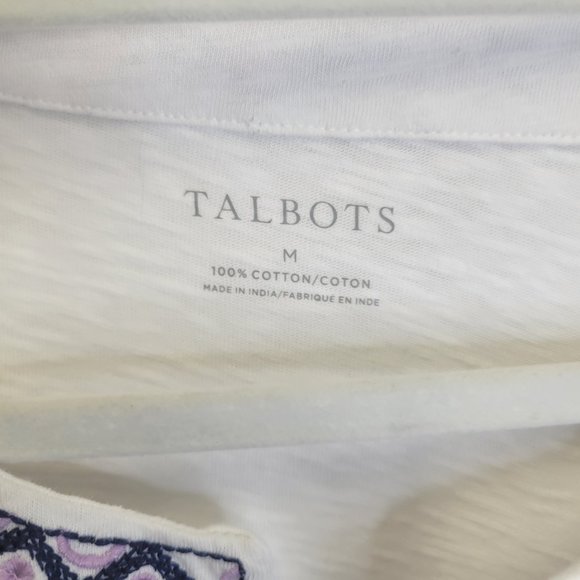 TALBOTS
M
100% COTTON/COTON
MADE IN INDIA/FABRIQUE EN INDE